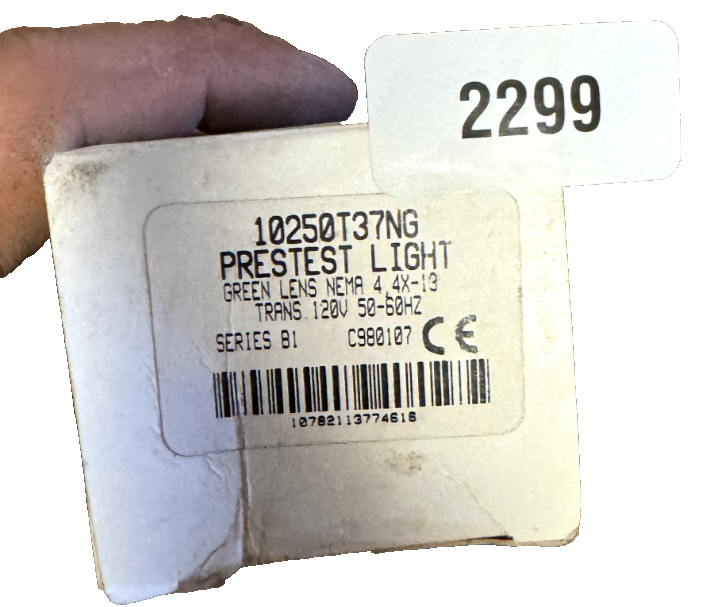 2299
10250T37NG
PRESTEST LIGHT
GREEN LENS NEMA 4,4X-13
TRANS 120V 50-60HZ
SERIES B1 C980107 CE
10782113774616